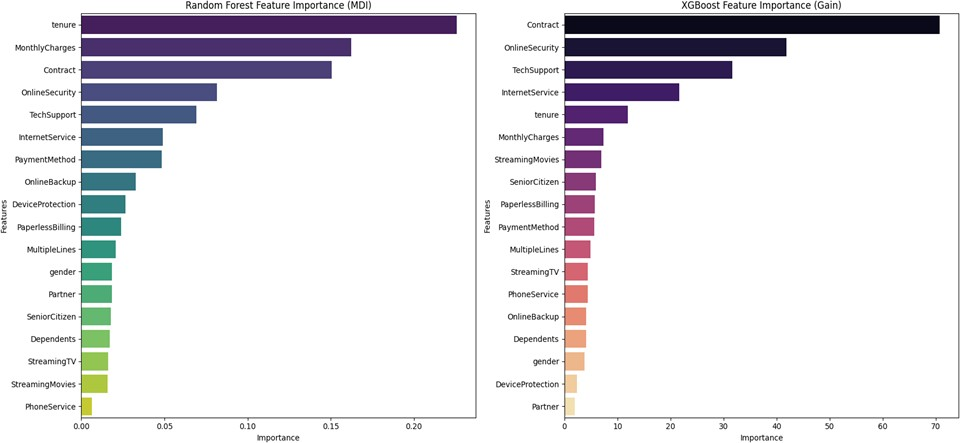 Random Forest Feature Importance (MDI)
Features
tenure
MonthlyCharges
Contract
OnlineSecurity
TechSupport
InternetService
PaymentMethod
OnlineBackup
DeviceProtection
PaperlessBilling
MultipleLines
gender
Partner
SeniorCitizen
Dependents
StreamingTV
StreamingMovies
PhoneService
0.00 0.05 0.10 0.15 0.20
Importance
XGBoost Feature Importance (Gain)
Features
Contract
OnlineSecurity
TechSupport
InternetService
tenure
MonthlyCharges
StreamingMovies
SeniorCitizen
PaperlessBilling
PaymentMethod
MultipleLines
StreamingTV
PhoneService
OnlineBackup
Dependents
gender
DeviceProtection
Partner
0 10 20 30 40 50 60 70
Importance